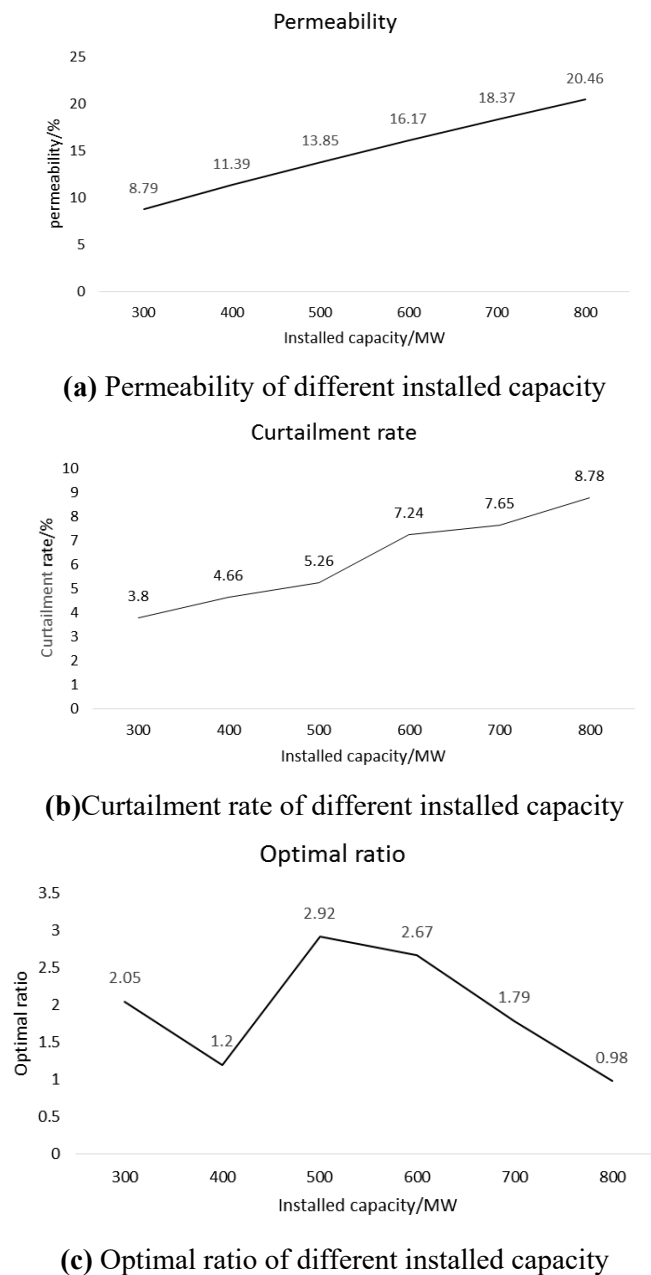 Permeability
25
20
15
10
5
0
permeability/%
8.79
11.39
13.85
16.17
18.37
20.46
300 400 500 600 700 800
Installed capacity/MW
(a) Permeability of different installed capacity
Curtailment rate
10
9
8
7
6
5
4
3
2
1
0
Curtailment rate/%
3.8
4.66
5.26
7.24
7.65
8.78
300 400 500 600 700 800
Installed capacity/MW
(b)Curtailment rate of different installed capacity
Optimal ratio
3.5
3
2.5
2
1.5
1
0.5
0
Optimal ratio
2.05
1.2
2.92
2.67
1.79
0.98
300 400 500 600 700 800
Installed capacity/MW
(c) Optimal ratio of different installed capacity